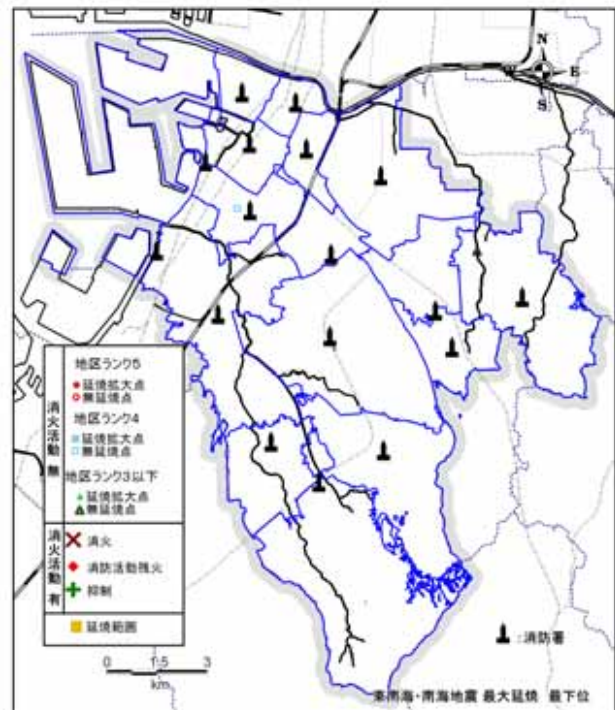 N
E
S
消火活動 無
地区ランク5
延焼拡大点
無延焼点
地区ランク4
延焼拡大点
無延焼点
地区ランク3以下
延焼拡大点
無延焼点
消火活動 有
消火
消防活動残火
抑制
延焼範囲
0 1.5 3
km
:消防署
東南海・南海地震 最大延焼 最下位